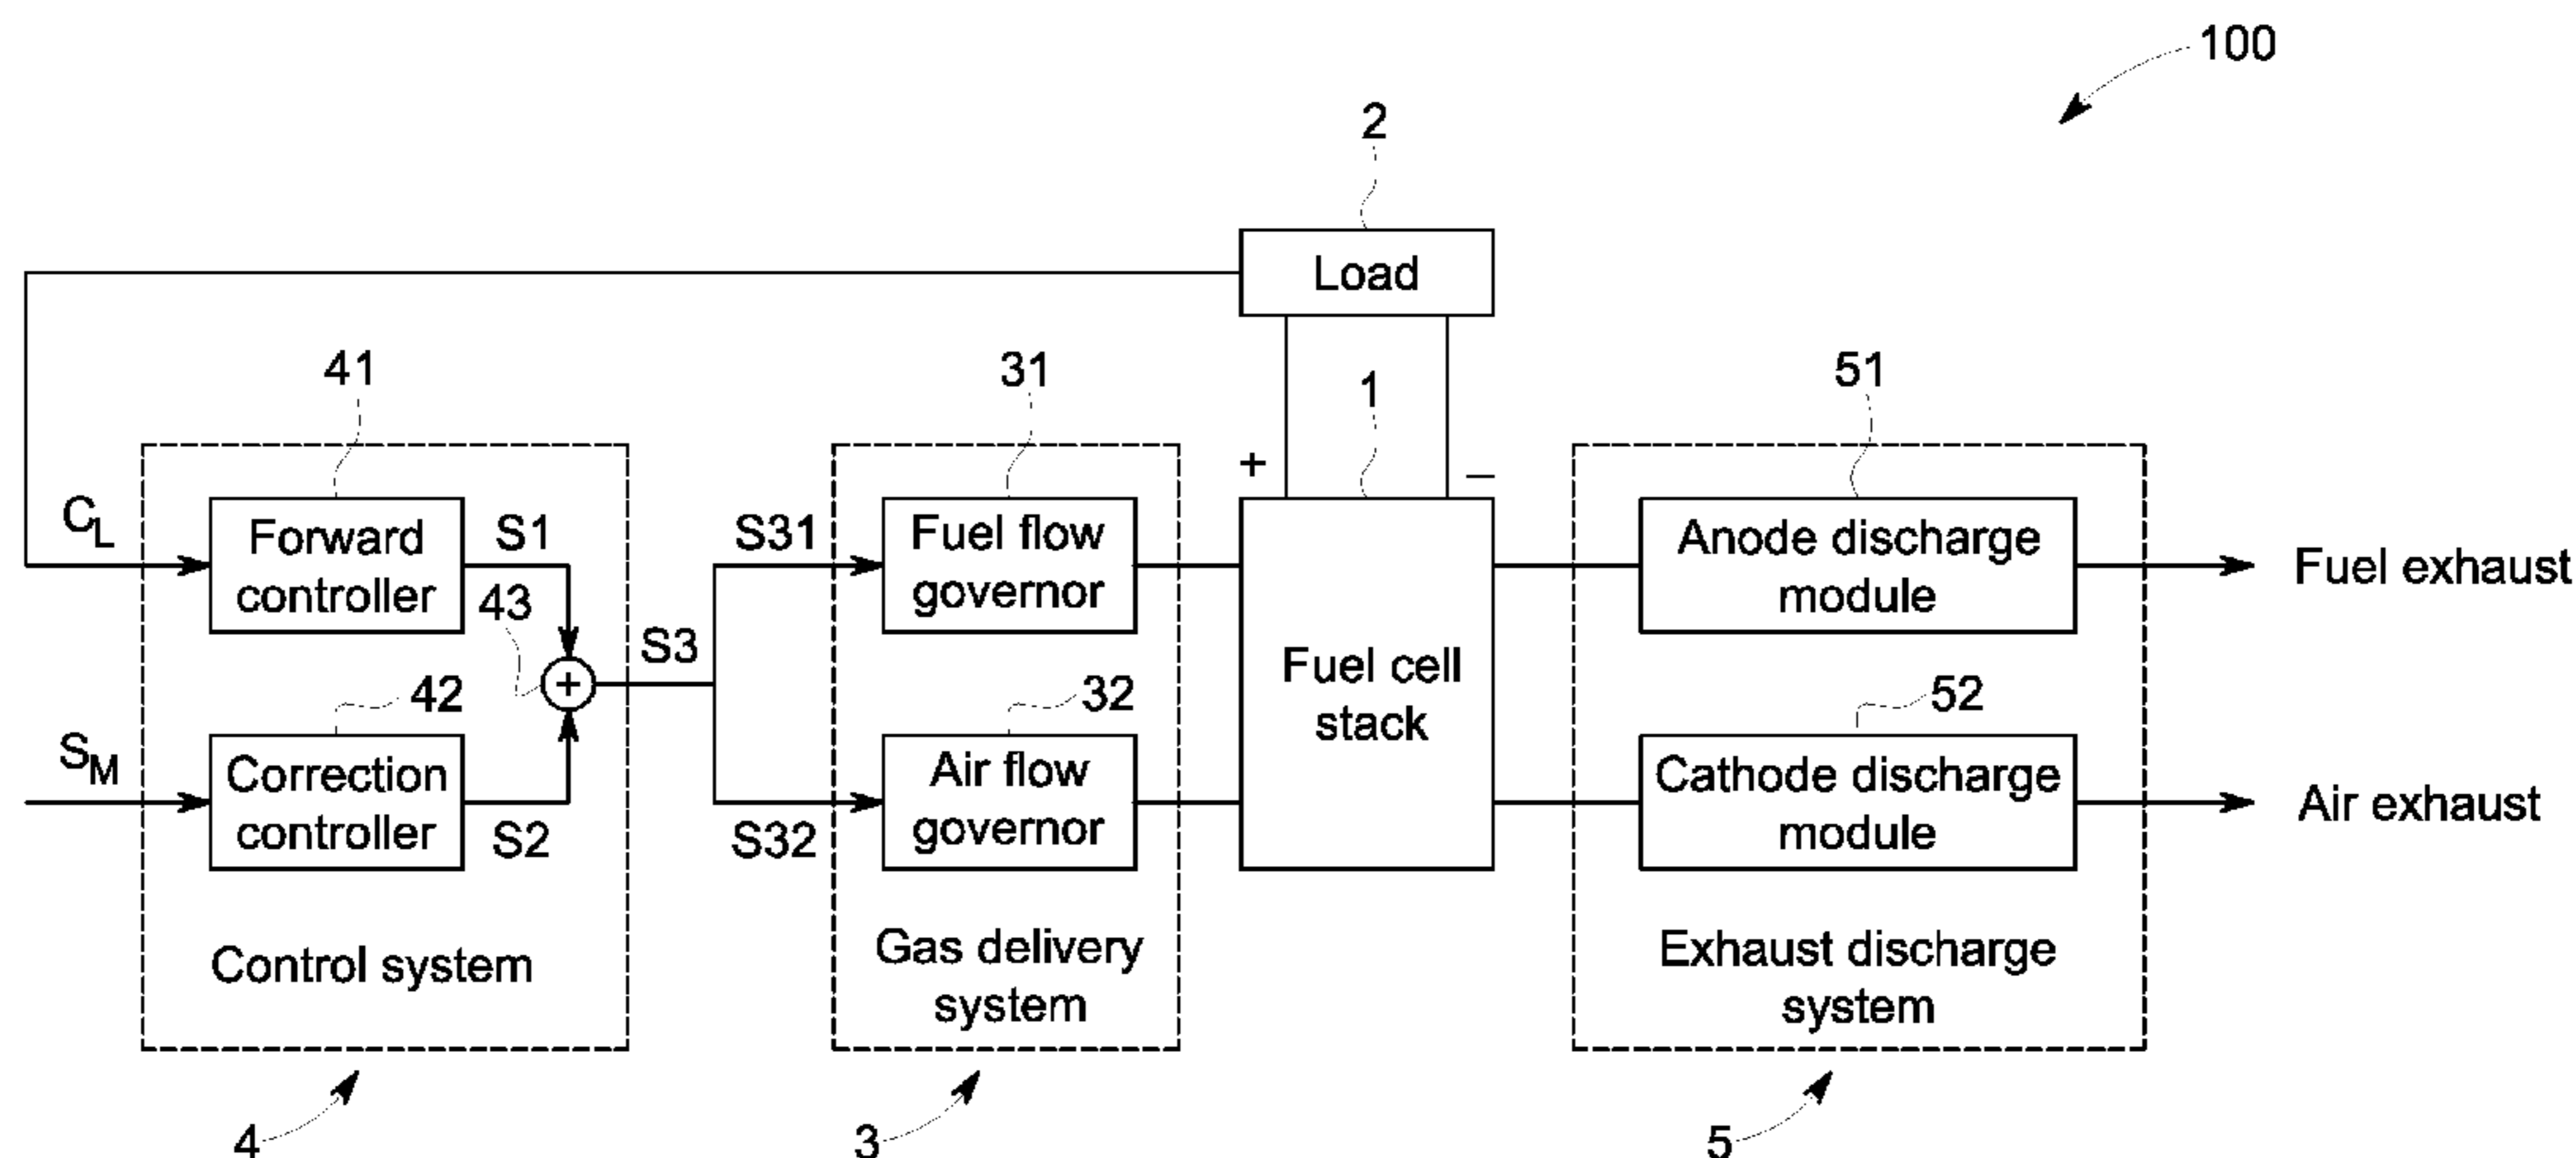 100
2
Load
41
31
1
51
+
–
C_L
Forward
controller
S1
43
S31
Fuel flow
governor
Anode discharge
module
Fuel exhaust
S3
Fuel cell
stack
+
42
32
52
S_M
Correction
controller
S2
S32
Air flow
governor
Cathode discharge
module
Air exhaust
Control system
Gas delivery
system
Exhaust discharge
system
4
3
5